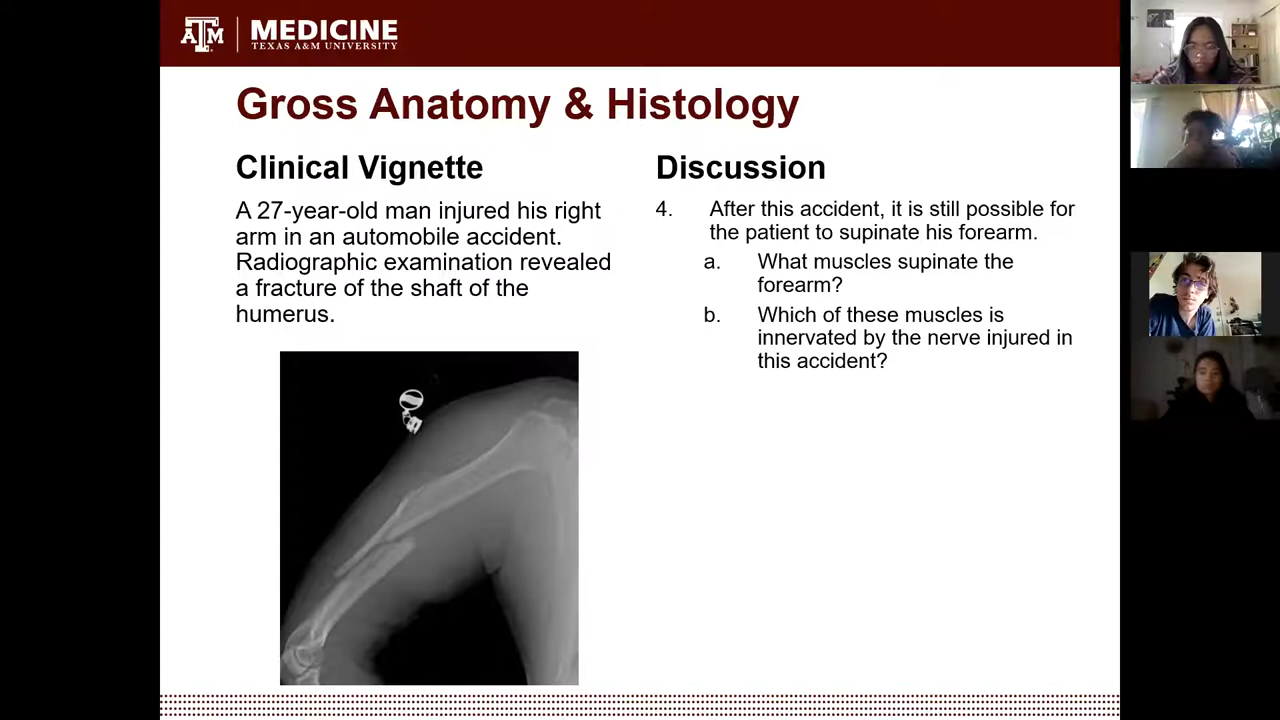 MEDICINE
TEXAS A&M UNIVERSITY
Gross Anatomy & Histology
Clinical Vignette
A 27-year-old man injured his right
arm in an automobile accident.
Radiographic examination revealed
a fracture of the shaft of the
humerus.
Discussion
4. After this accident, it is still possible for
the patient to supinate his forearm.
a. What muscles supinate the
forearm?
b. Which of these muscles is
innervated by the nerve injured in
this accident?